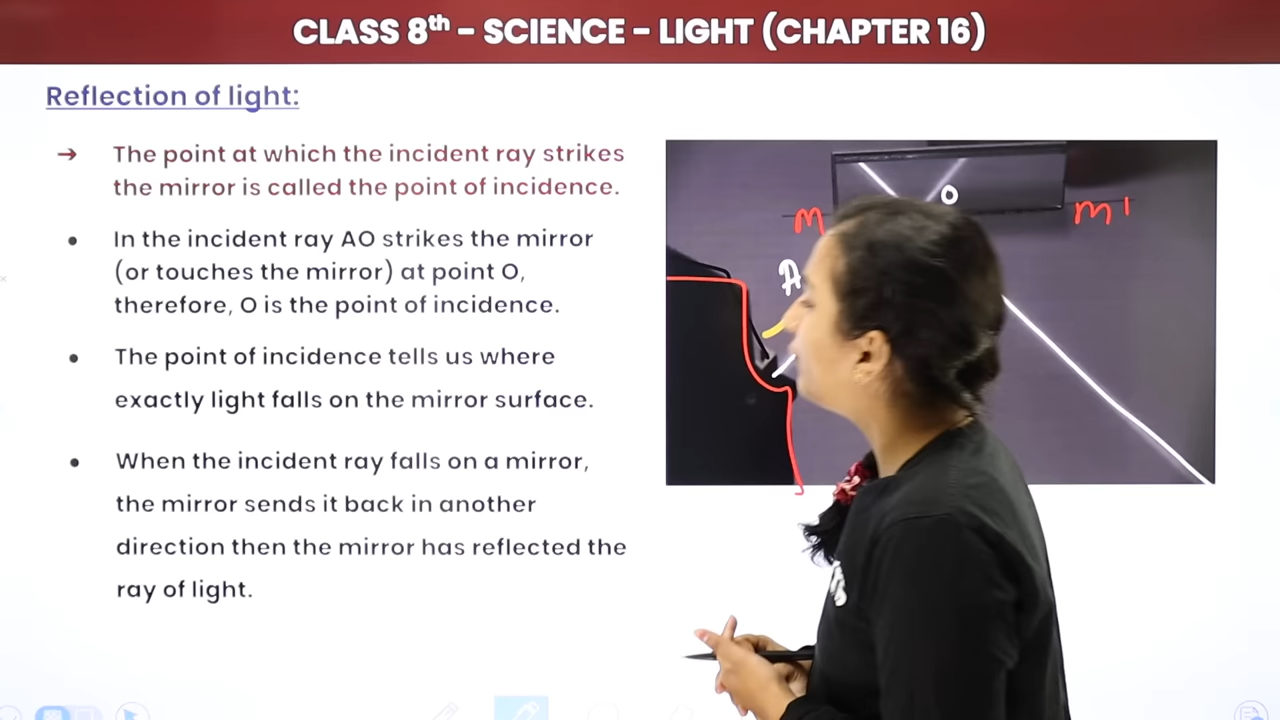 CLASS 8th - SCIENCE - LIGHT (CHAPTER 16)
Reflection of light:
→ The point at which the incident ray strikes
the mirror is called the point of incidence.
• In the incident ray AO strikes the mirror
(or touches the mirror) at point O,
therefore, O is the point of incidence.
• The point of incidence tells us where
exactly light falls on the mirror surface.
• When the incident ray falls on a mirror,
the mirror sends it back in another
direction then the mirror has reflected the
ray of light.
O
M
M'
A